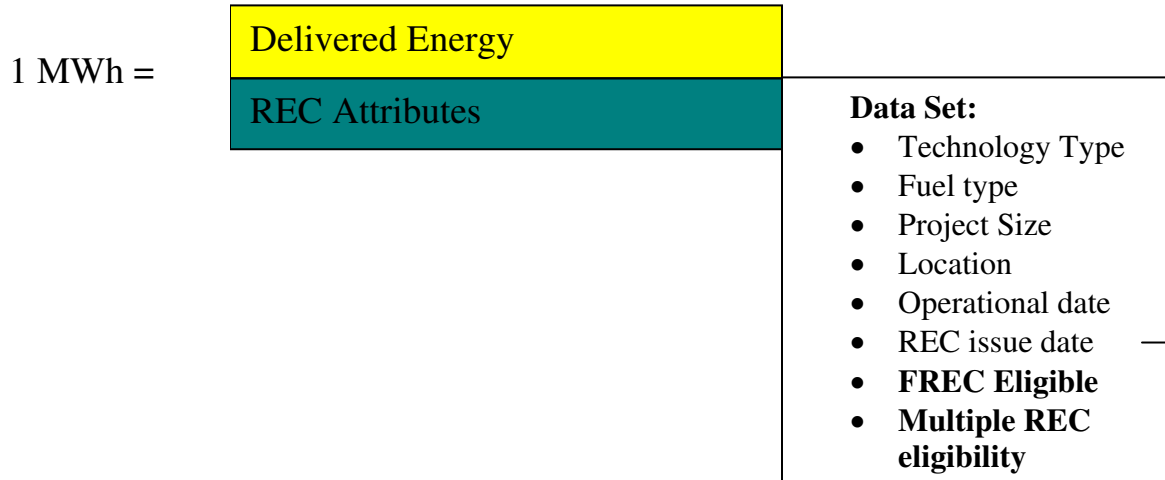 Delivered Energy
1 MWh =
REC Attributes
Data Set:
• Technology Type
• Fuel type
• Project Size
• Location
• Operational date
• REC issue date
• FREC Eligible
• Multiple REC
eligibility